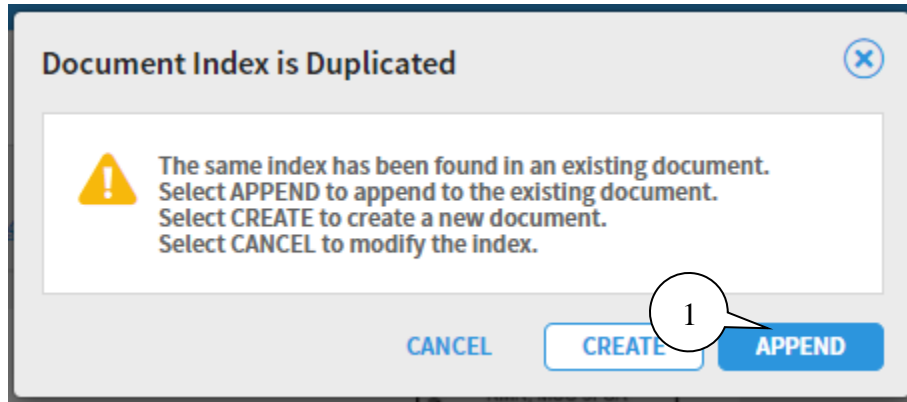 Document Index is Duplicated
The same index has been found in an existing document.
Select APPEND to append to the existing document.
Select CREATE to create a new document.
Select CANCEL to modify the index.
1
CANCEL CREATE APPEND